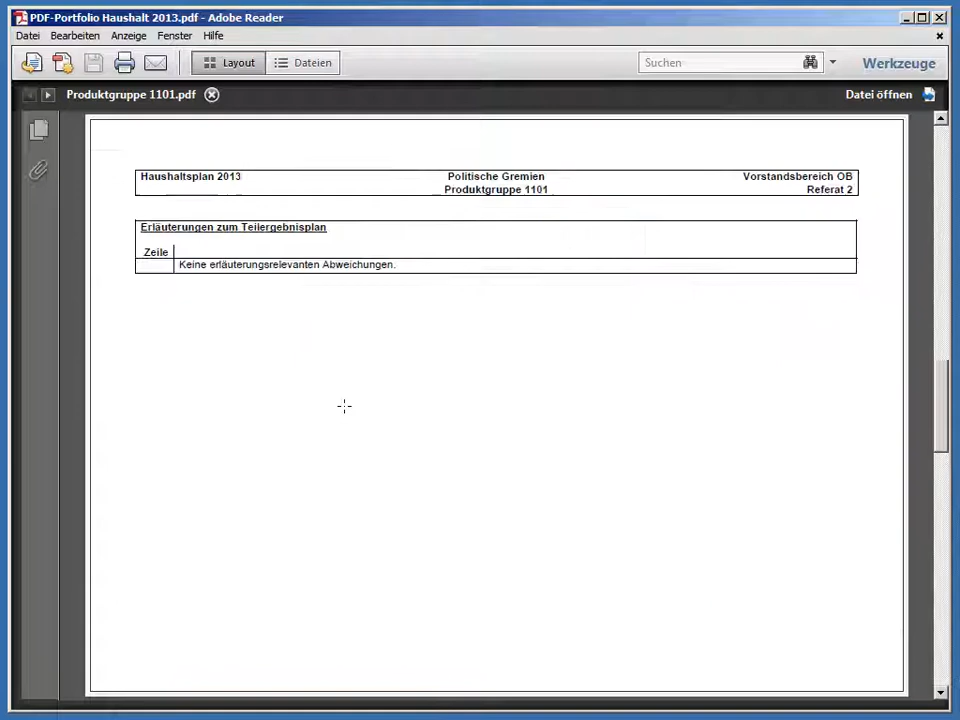 PDF-Portfolio Haushalt 2013.pdf - Adobe Reader
Datei Bearbeiten Anzeige Fenster Hilfe
Layout Dateien Suchen Werkzeuge
Produktgruppe 1101.pdf Datei öffnen
Haushaltsplan 2013 Politische Gremien Vorstandsbereich OB
Produktgruppe 1101 Referat 2
Erläuterungen zum Teilergebnisplan
Zeile
Keine erläuterungsrelevanten Abweichungen.